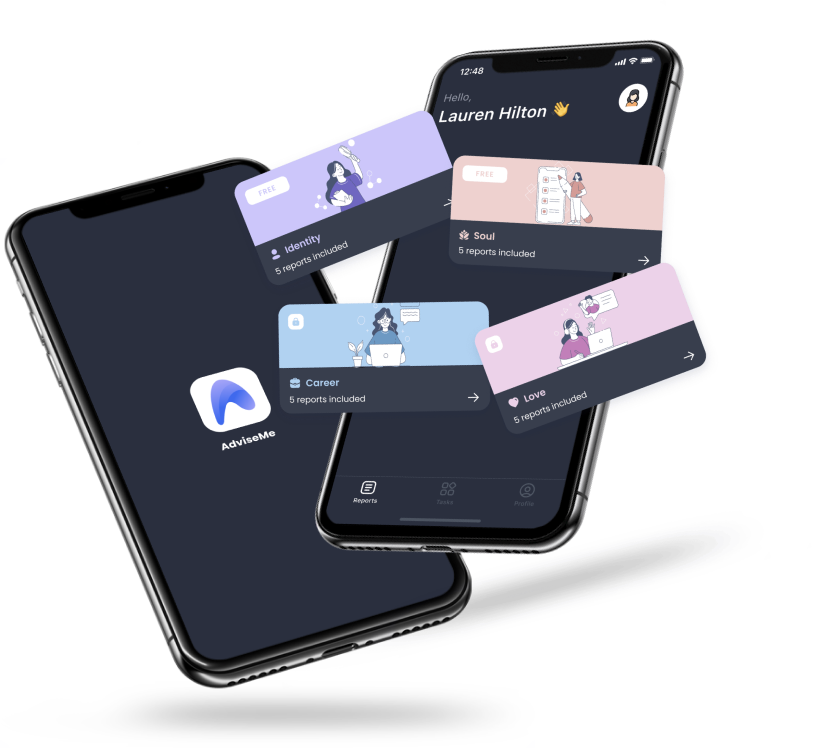 12:48
Hello,
Lauren Hilton 👋
FREE
Identity
5 reports included
FREE
Soul
5 reports included
Career
5 reports included
Love
5 reports included
AdviseMe
Reports
Tasks
Profile